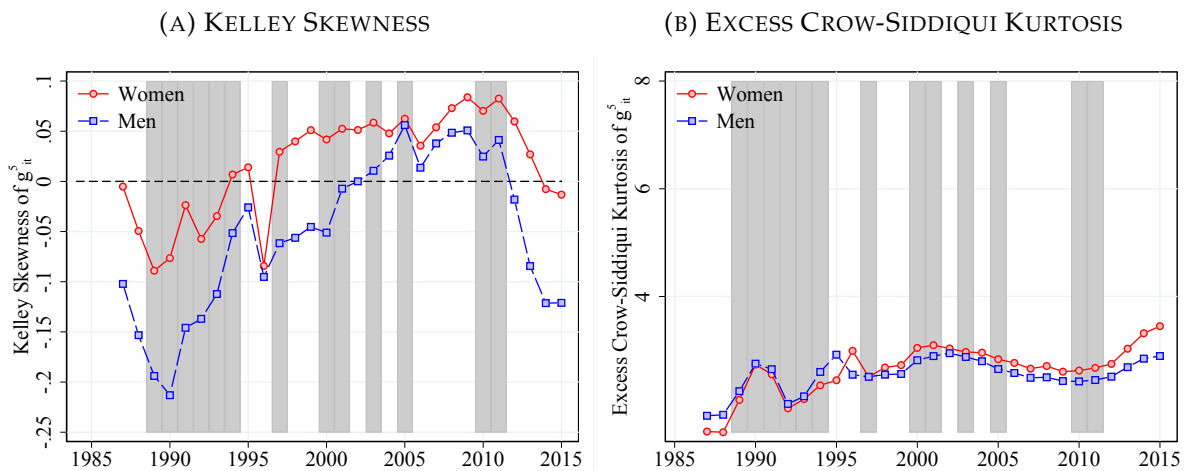 (A) KELLEY SKEWNESS
Kelley Skewness of g⁵ᵢₜ
.1
.05
0
-.05
-.1
-.15
-.2
-.25
Women
Men
1985 1990 1995 2000 2005 2010 2015
(B) EXCESS CROW-SIDDIQUI KURTOSIS
Excess Crow-Siddiqui Kurtosis of g⁵ᵢₜ
8
6
4
Women
Men
1985 1990 1995 2000 2005 2010 2015